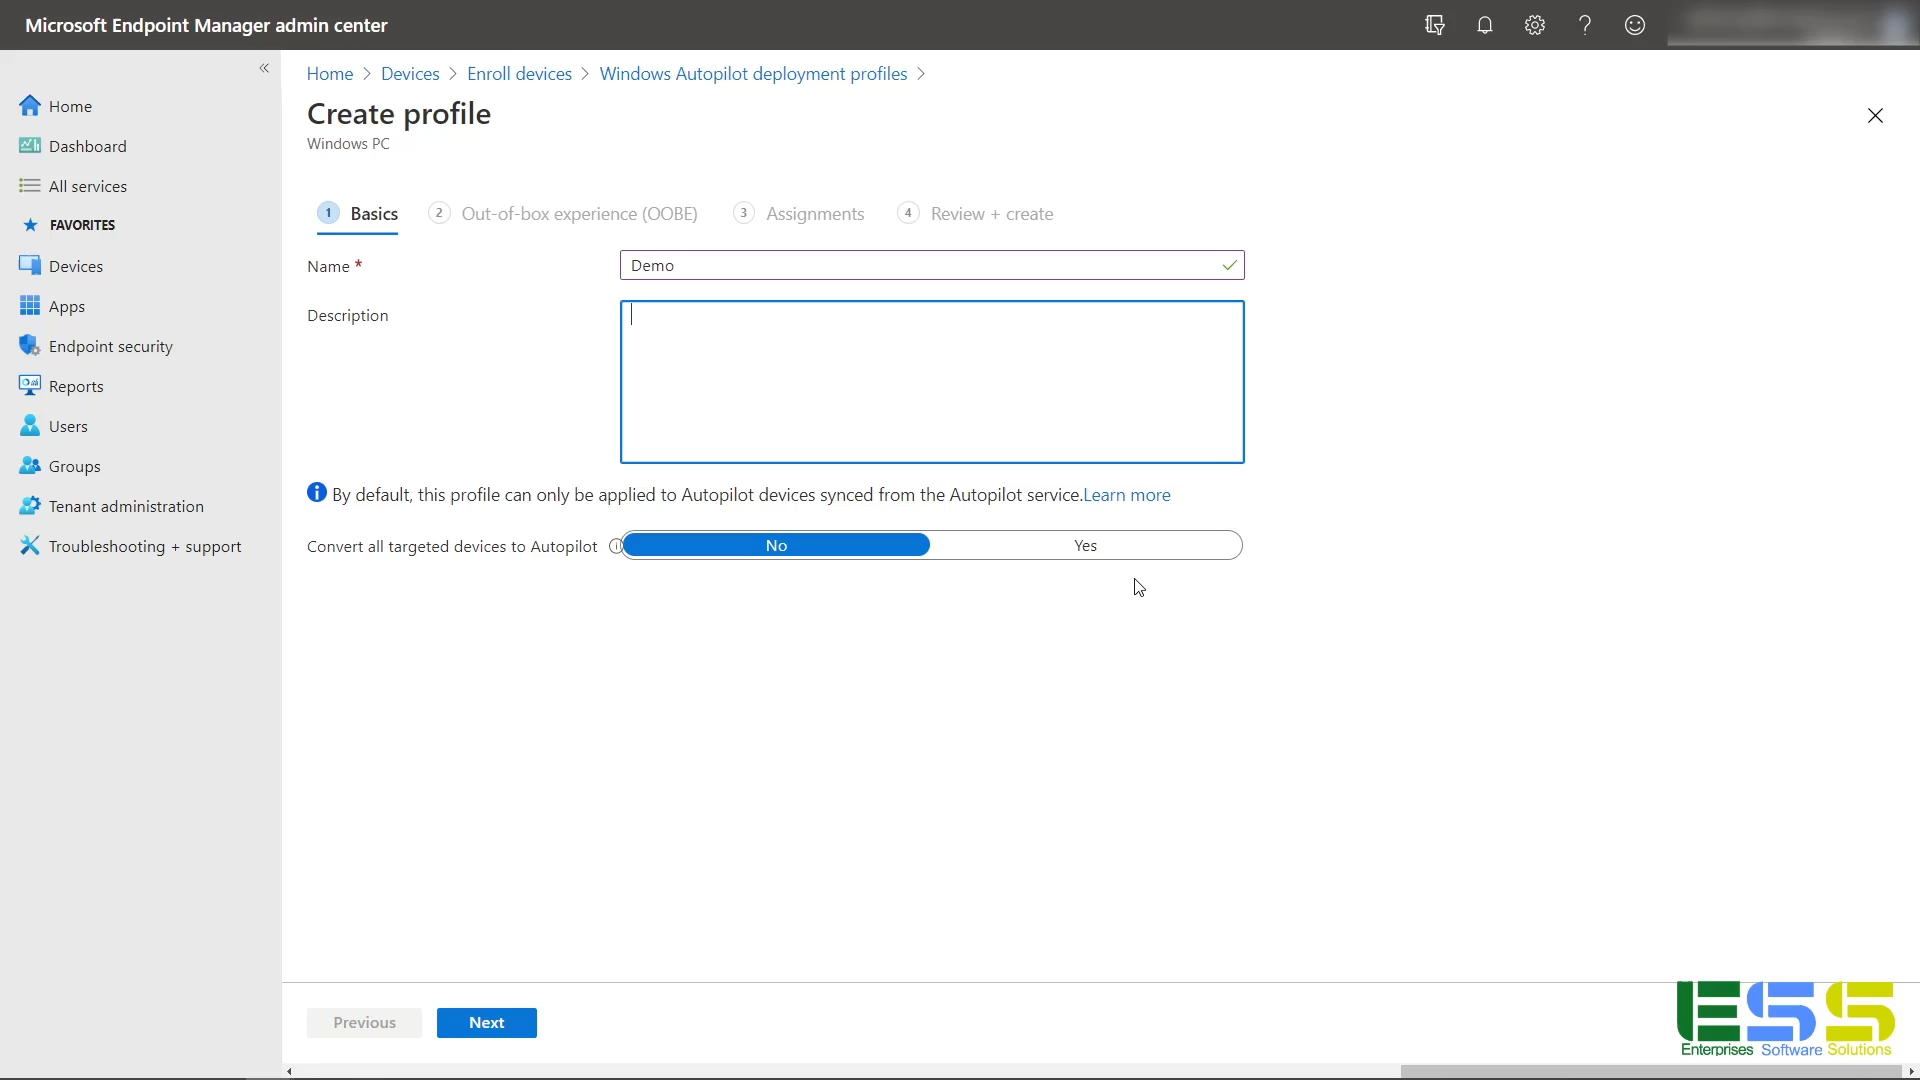 Microsoft Endpoint Manager admin center
Home > Devices > Enroll devices > Windows Autopilot deployment profiles >
Create profile
Windows PC
Home
Dashboard
All services
FAVORITES
Devices
Apps
Endpoint security
Reports
Users
Groups
Tenant administration
Troubleshooting + support
1 Basics 2 Out-of-box experience (OOBE) 3 Assignments 4 Review + create
Name * Demo
Description
By default, this profile can only be applied to Autopilot devices synced from the Autopilot service.Learn more
Convert all targeted devices to Autopilot No Yes
Previous Next
ESS
Enterprises Software Solutions